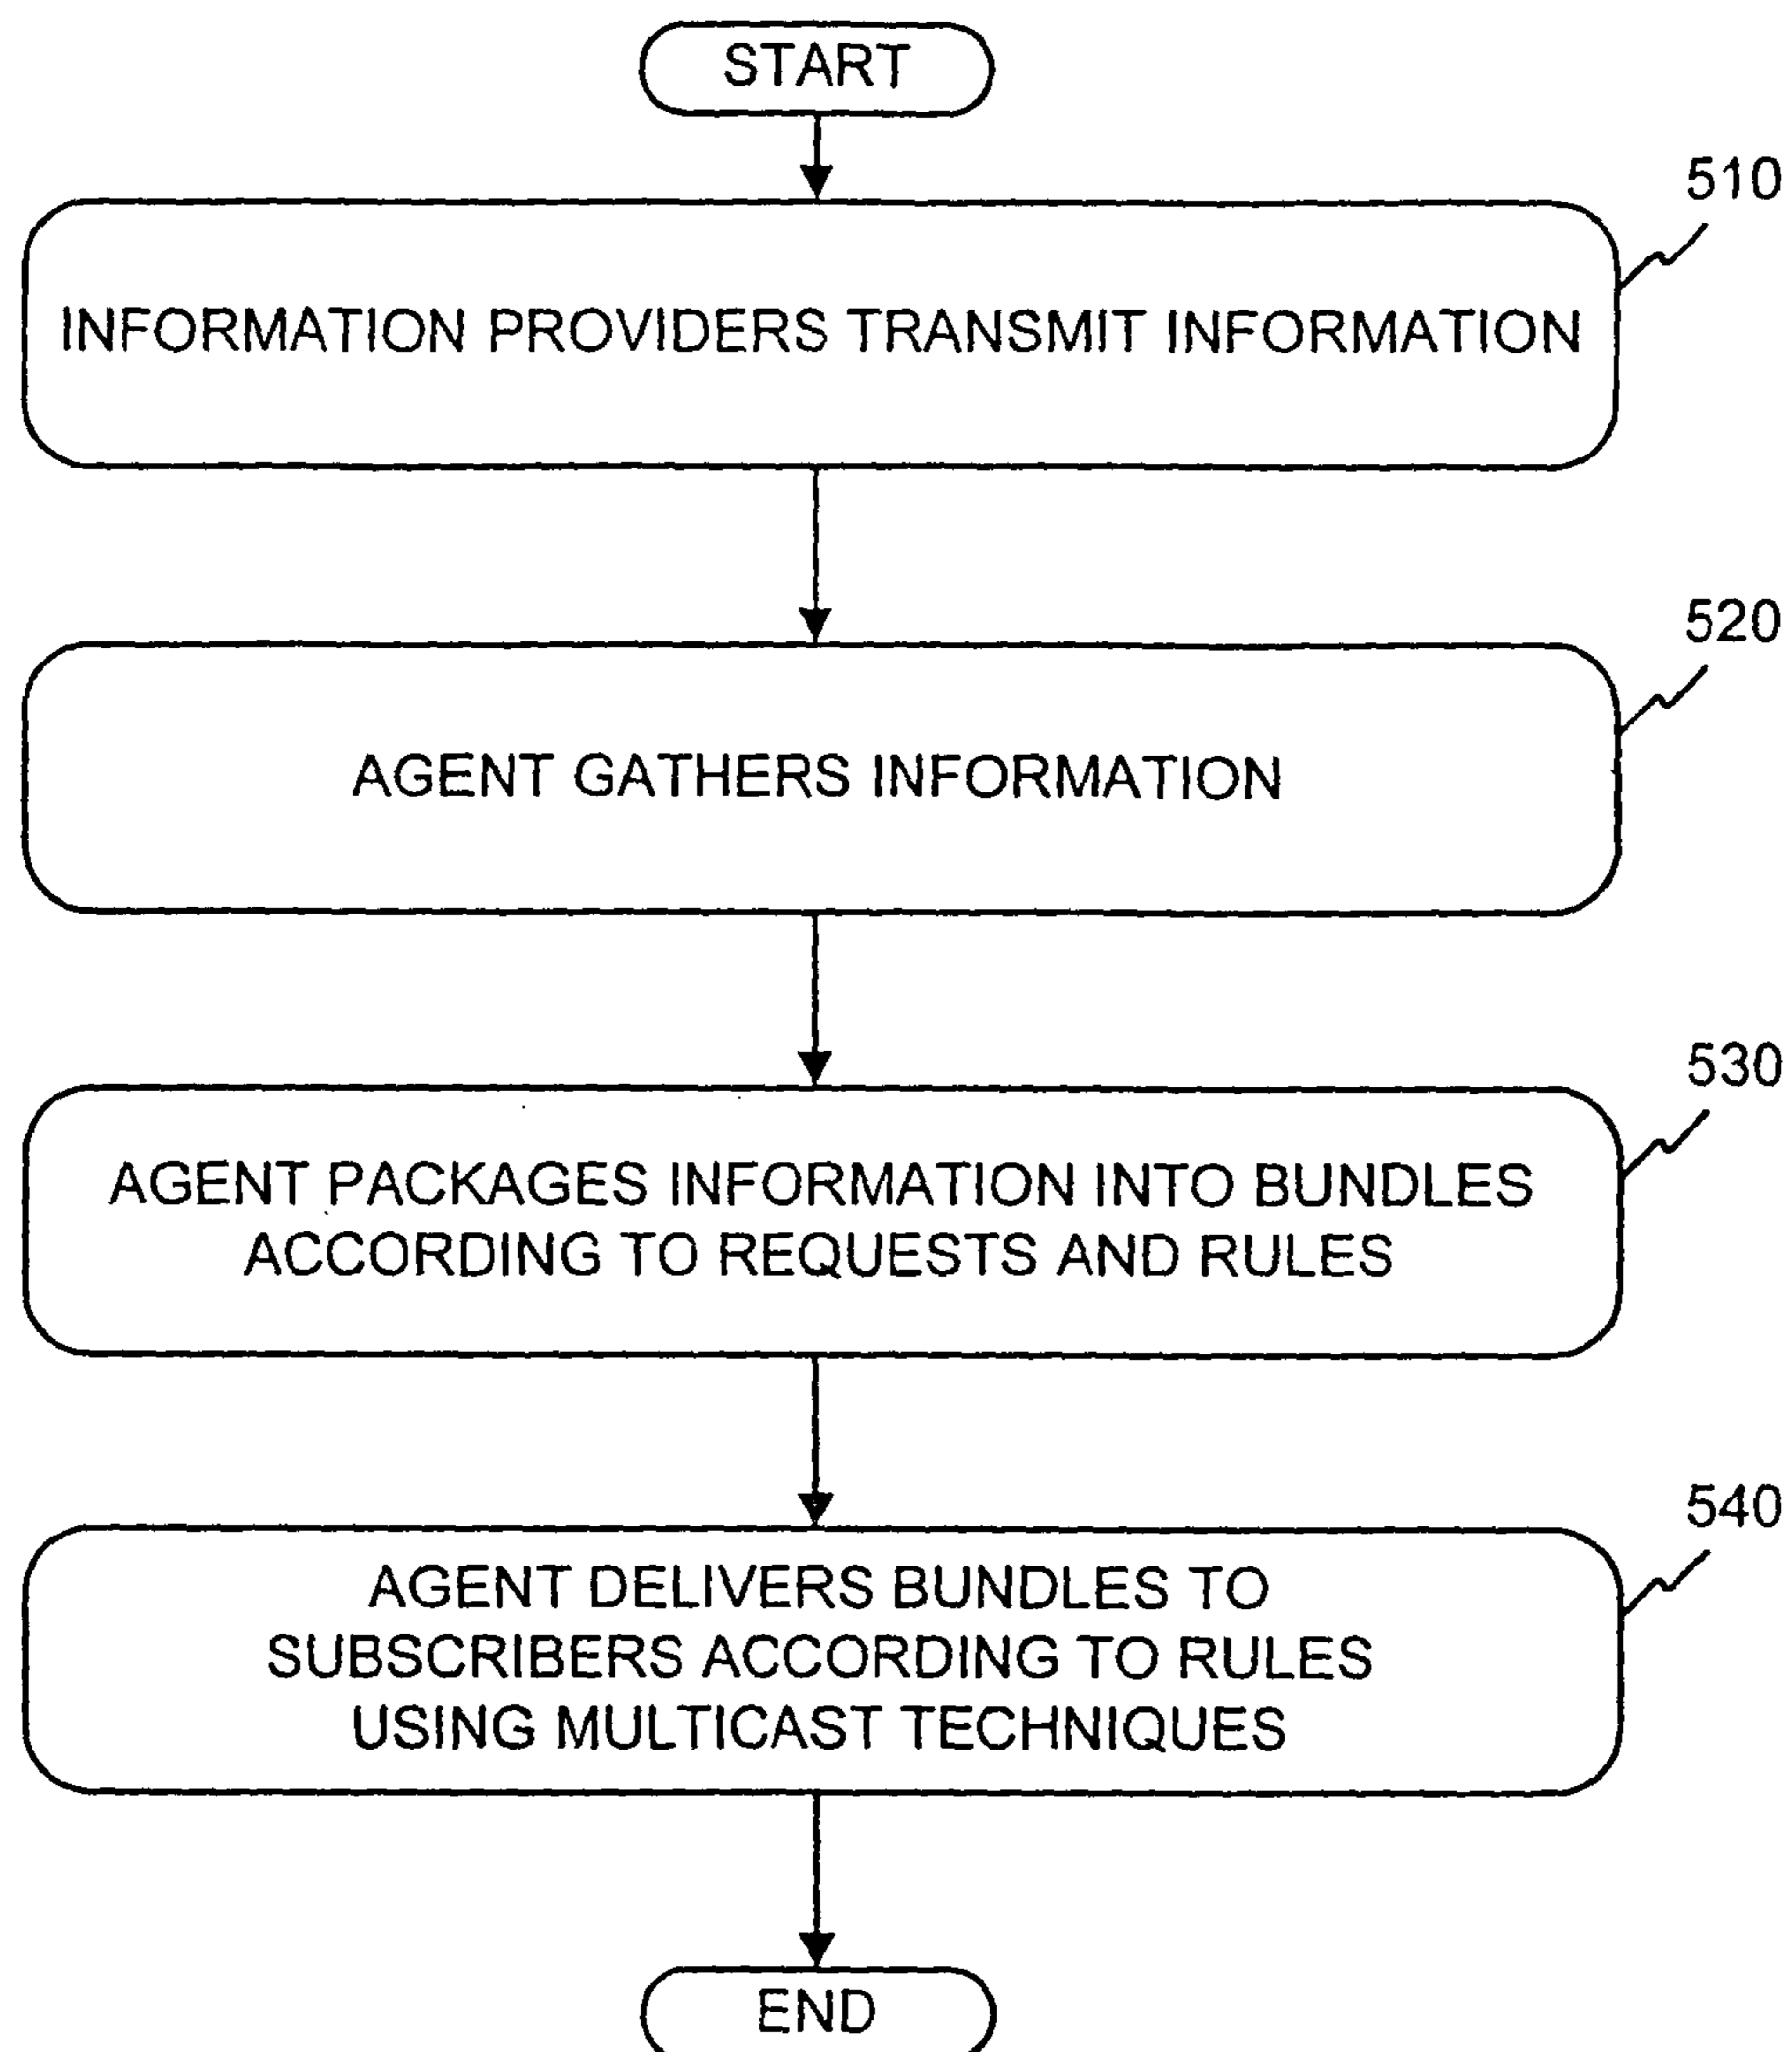 START
510
INFORMATION PROVIDERS TRANSMIT INFORMATION
520
AGENT GATHERS INFORMATION
530
AGENT PACKAGES INFORMATION INTO BUNDLES
ACCORDING TO REQUESTS AND RULES
540
AGENT DELIVERS BUNDLES TO
SUBSCRIBERS ACCORDING TO RULES
USING MULTICAST TECHNIQUES
END